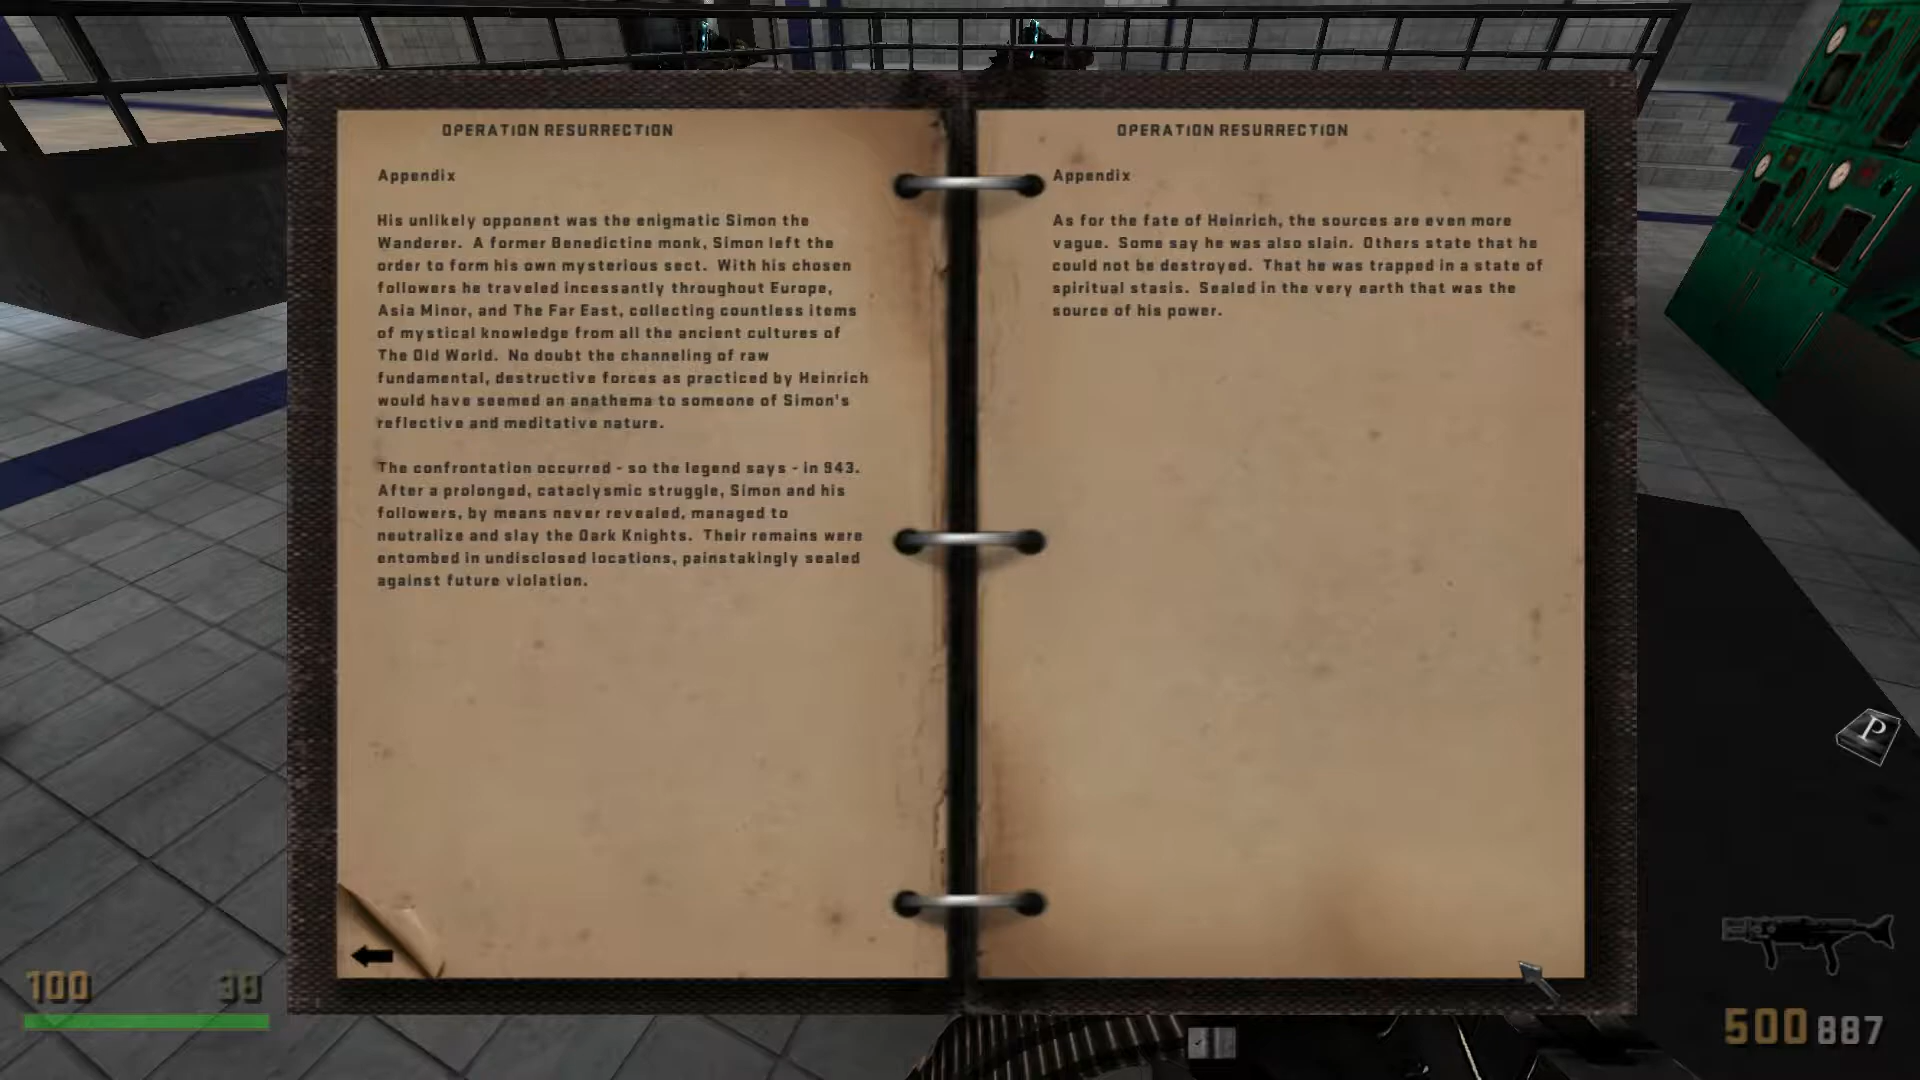 OPERATION RESURRECTION
Appendix
His unlikely opponent was the enigmatic Simon the
Wanderer. A former Benedictine monk, Simon left the
order to form his own mysterious sect. With his chosen
followers he traveled incessantly throughout Europe,
Asia Minor, and The Far East, collecting countless items
of mystical knowledge from all the ancient cultures of
The Old World. No doubt the channeling of raw
fundamental, destructive forces as practiced by Heinrich
would have seemed an anathema to someone of Simon's
reflective and meditative nature.
The confrontation occurred - so the legend says - in 943.
After a prolonged, cataclysmic struggle, Simon and his
followers, by means never revealed, managed to
neutralize and slay the Dark Knights. Their remains were
entombed in undisclosed locations, painstakingly sealed
against future violation.
OPERATION RESURRECTION
Appendix
As for the fate of Heinrich, the sources are even more
vague. Some say he was also slain. Others state that he
could not be destroyed. That he was trapped in a state of
spiritual stasis. Sealed in the very earth that was the
source of his power.
P
100 38
500 887